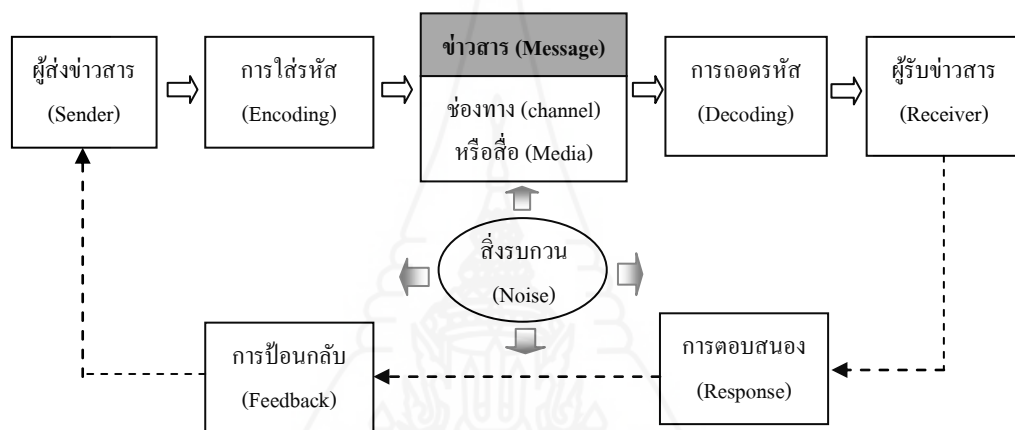 ผู้ส่งข่าวสาร
(Sender)
การใส่รหัส
(Encoding)
ข่าวสาร (Message)
ช่องทาง (channel)
หรือสื่อ (Media)
การถอดรหัส
(Decoding)
ผู้รับข่าวสาร
(Receiver)
สิ่งรบกวน
(Noise)
การป้อนกลับ
(Feedback)
การตอบสนอง
(Response)